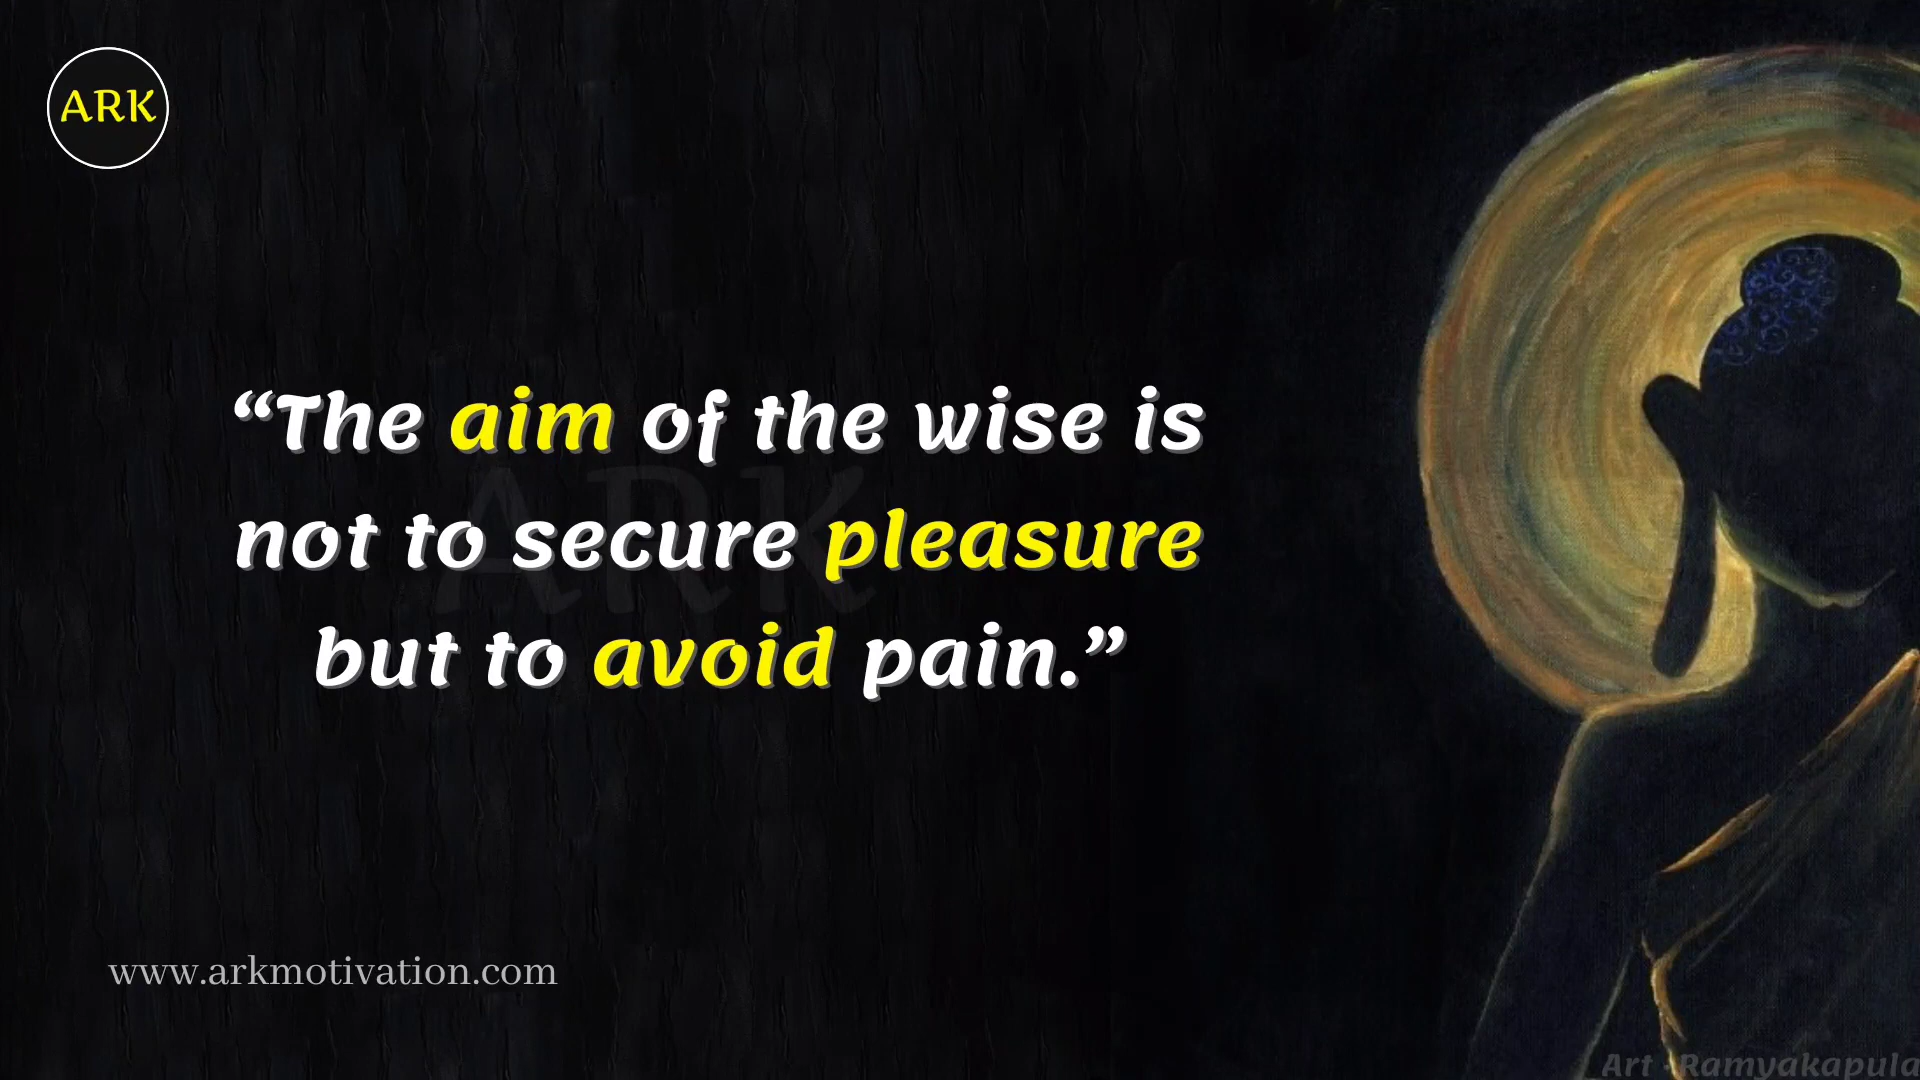 ARK
“The aim of the wise is
not to secure pleasure
but to avoid pain.”
ARK
www.arkmotivation.com
Art - Ramyakapula